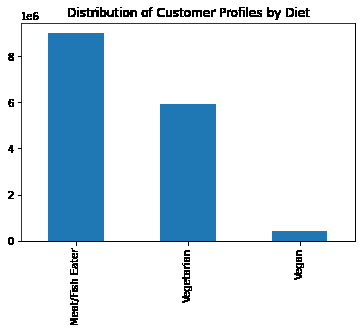 Distribution of Customer Profiles by Diet
1e6
8
6
4
2
0
Meat/Fish Eater
Vegetarian
Vegan